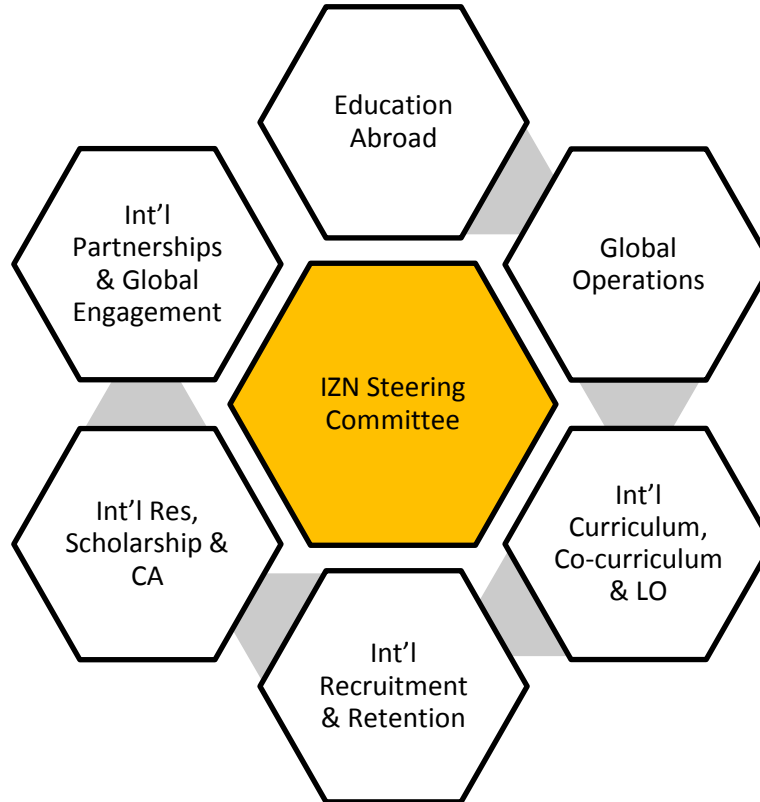 Education
Abroad
Int’l
Partnerships
& Global
Engagement
Global
Operations
IZN Steering
Committee
Int’l Res,
Scholarship &
CA
Int’l
Curriculum,
Co-curriculum
& LO
Int’l
Recruitment
& Retention